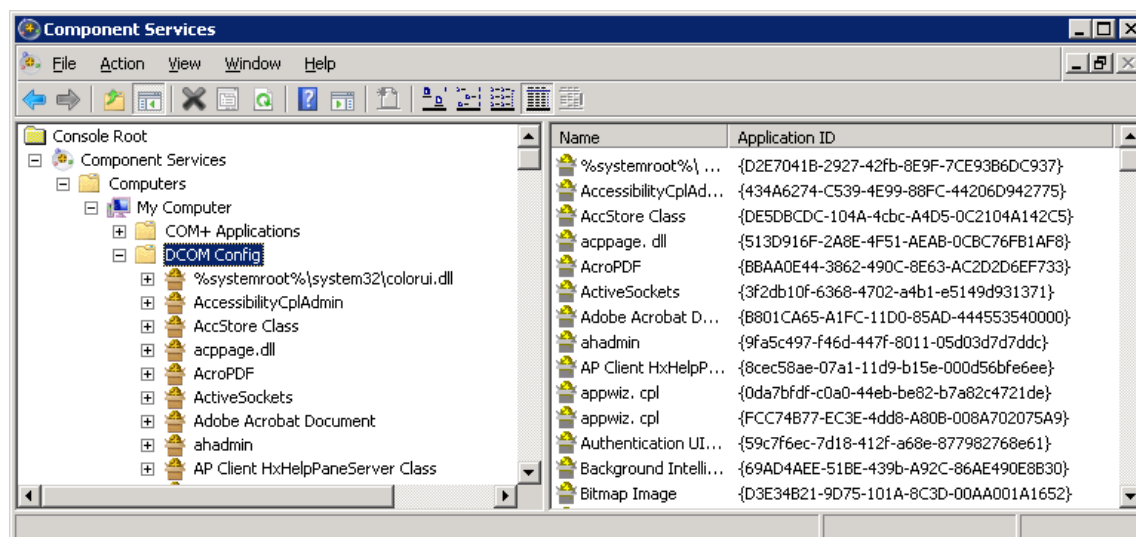 Component Services
File Action View Window Help
Console Root
Component Services
Computers
My Computer
COM+ Applications
DCOM Config
%systemroot%\system32\colorui.dll
AccessibilityCplAdmin
AccStore Class
acppage.dll
AcroPDF
ActiveSockets
Adobe Acrobat Document
ahadmin
AP Client HxHelpPaneServer Class
Name Application ID
%systemroot%\ ... {D2E7041B-2927-42fb-8E9F-7CE93B6DC937}
AccessibilityCplAd... {434A6274-C539-4E99-88FC-44206D942775}
AccStore Class {DE5DBCDC-104A-4cbc-A4D5-0C2104A142C5}
acppage. dll {513D916F-2A8E-4F51-AEAB-0CBC76FB1AF8}
AcroPDF {BBAA0E44-3862-490C-8E63-AC2D2D6EF733}
ActiveSockets {3f2db10f-6368-4702-a4b1-e5149d931371}
Adobe Acrobat D... {B801CA65-A1FC-11D0-85AD-444553540000}
ahadmin {9fa5c497-f46d-447f-8011-05d03d7d7ddc}
AP Client HxHelpP... {8cec58ae-07a1-11d9-b15e-000d56bfe6ee}
appwiz. cpl {0da7bfdf-c0a0-44eb-be82-b7a82c4721de}
appwiz. cpl {FCC74B77-EC3E-4dd8-A80B-008A702075A9}
Authentication UI... {59c7f6ec-7d18-412f-a68e-877982768e61}
Background Intelli... {69AD4AEE-51BE-439b-A92C-86AE490E8B30}
Bitmap Image {D3E34B21-9D75-101A-8C3D-00AA001A1652}